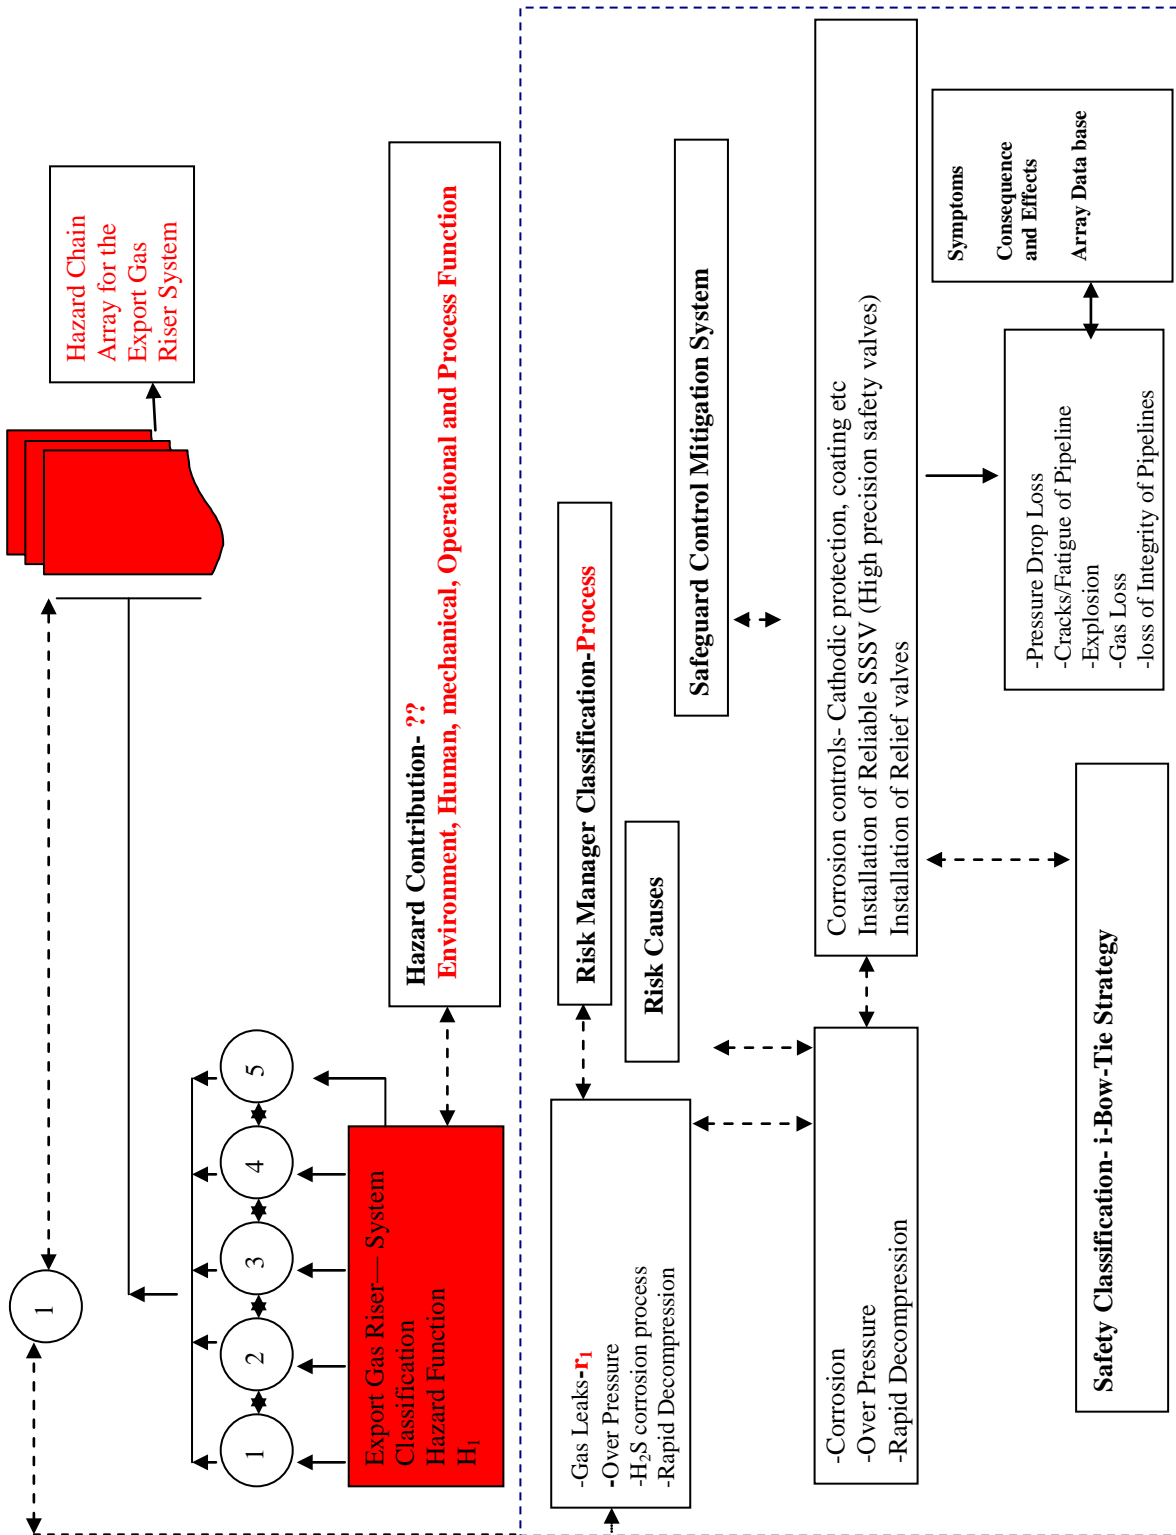 1
Hazard Chain
Array for the
Export Gas
Riser System
1
2
3
4
5
Export Gas Riser— System
Classification
Hazard Function
H₁
Hazard Contribution- ??
Environment, Human, mechanical, Operational and Process Function
-Gas Leaks-r₁
-Over Pressure
-H₂S corrosion process
-Rapid Decompression
Risk Manager Classification-Process
Risk Causes
Safeguard Control Mitigation System
-Corrosion
-Over Pressure
-Rapid Decompression
Corrosion controls- Cathodic protection, coating etc
Installation of Reliable SSSV (High precision safety valves)
Installation of Relief valves
Symptoms
Consequence
and Effects
Array Data base
-Pressure Drop Loss
-Cracks/Fatigue of Pipeline
-Explosion
-Gas Loss
-loss of Integrity of Pipelines
Safety Classification- i-Bow-Tie Strategy